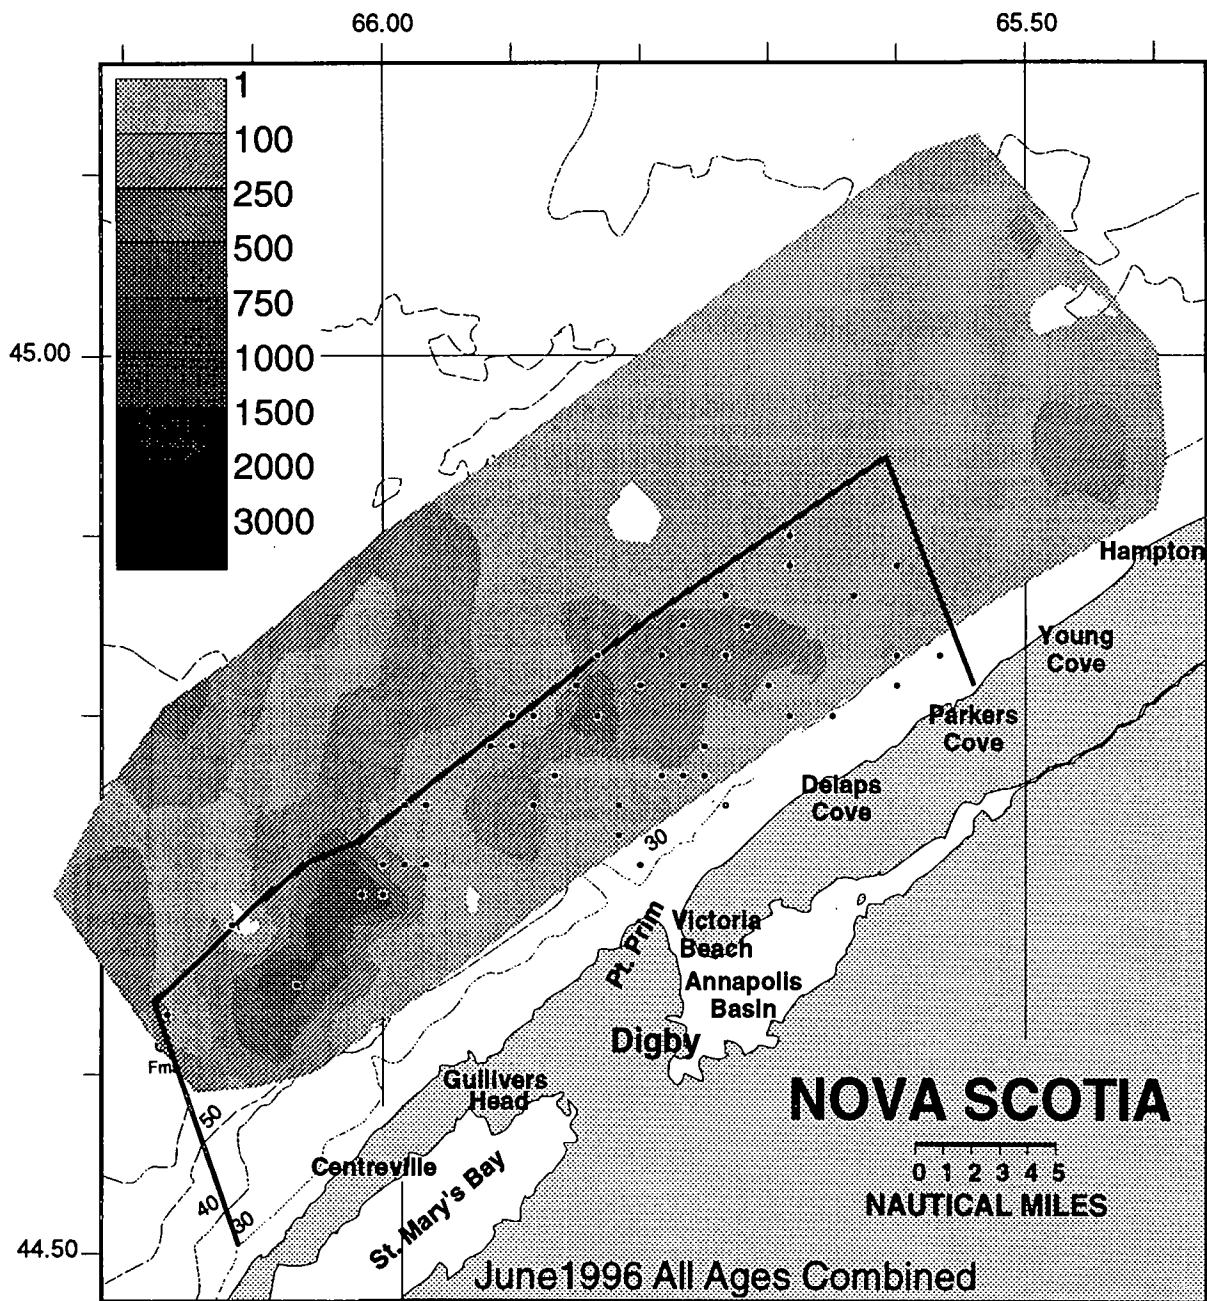 66.00
65.50
1
100
250
500
750
1000
1500
2000
3000
45.00
Hampton
Young
Cove
Parkers
Cove
Delaps
Cove
30
Victoria
Beach
Pt. Prim
Annapolis
Basin
Digby
Fm
Gullivers
Head
50
NOVA SCOTIA
0 1 2 3 4 5
NAUTICAL MILES
Centreville
St. Mary's Bay
40
30
44.50
June1996 All Ages Combined